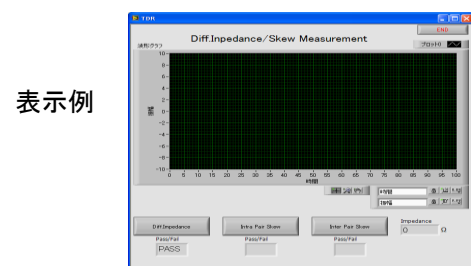 表示例
TDR
END
Diff.Inpedance/Skew Measurement
波形グラフ
プロット0
10
8
6
4
2
0
-2
-4
-6
-8
-10
振幅
0 5 10 15 20 25 30 35 40 45 50 55 60 65 70 75 80 85 90 95 100
時間
時間
振幅
Diff.Impedance
Intra Pair Skew
Inter Pair Skew
Impedance
0 Ω
Pass/Fail
Pass/Fail
Pass/Fail
PASS